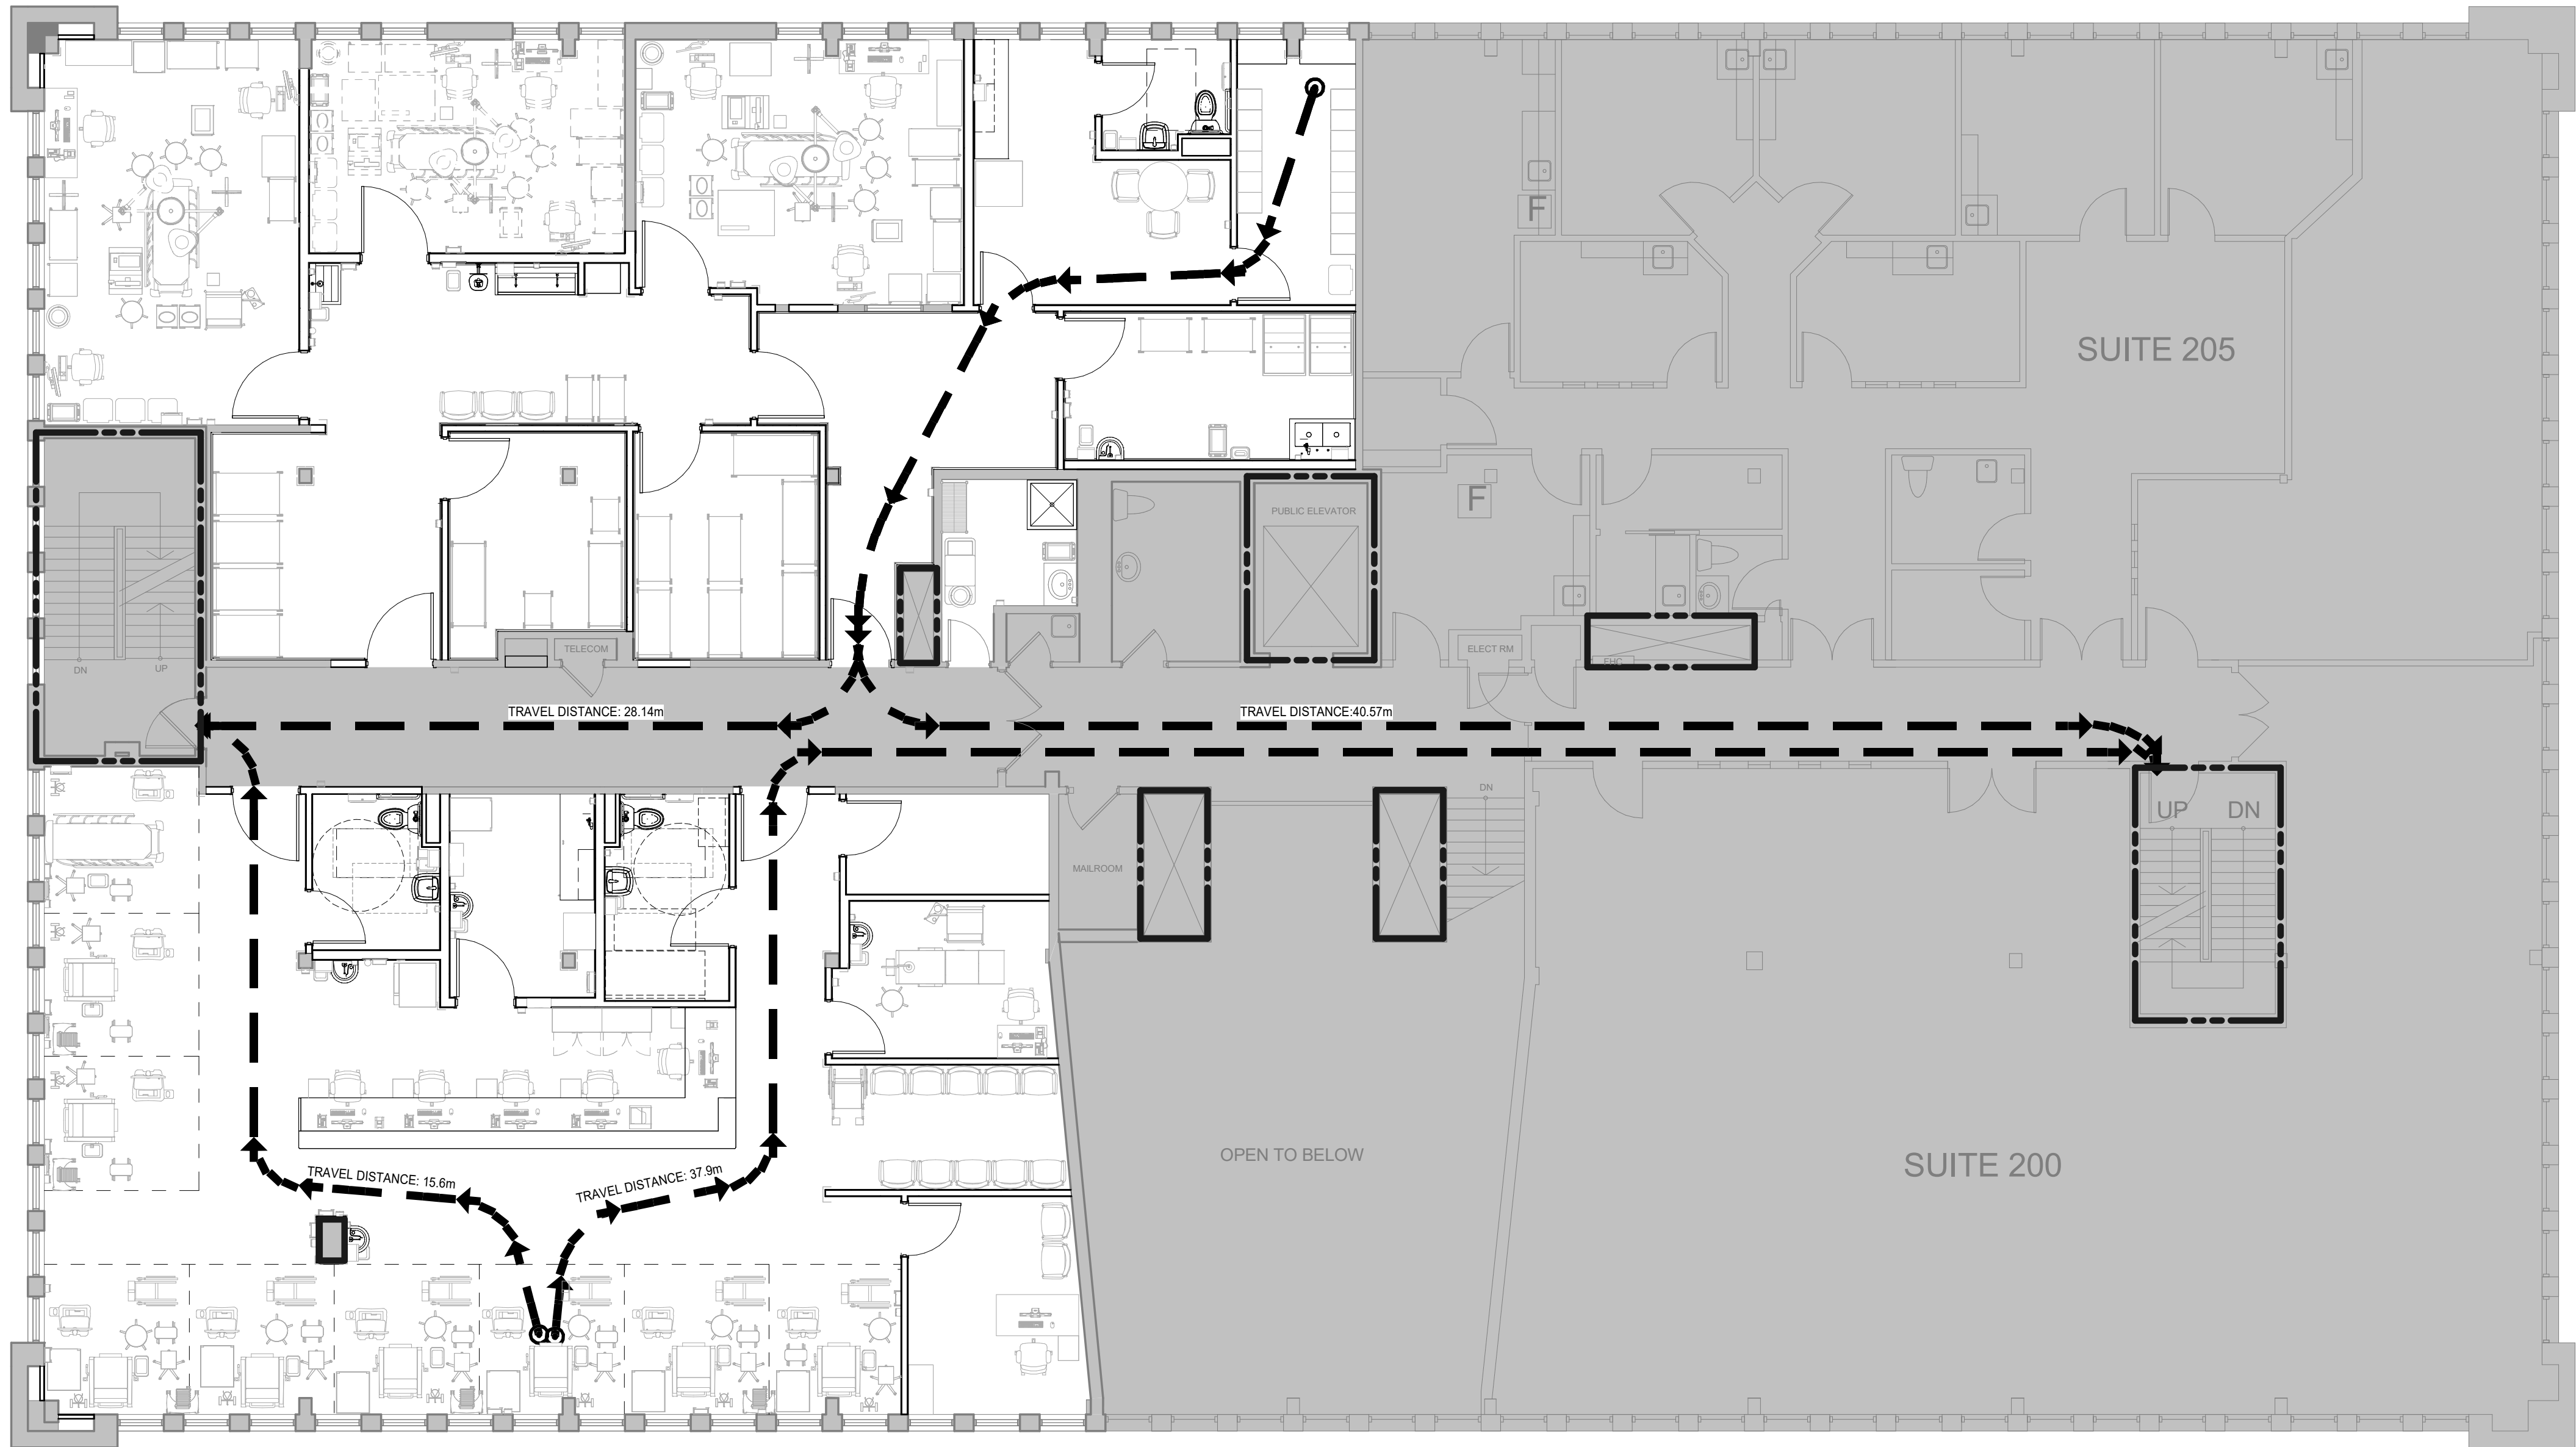 F
SUITE 205
F
PUBLIC ELEVATOR
TELECOM
ELECT RM
EHC
DN
UP
TRAVEL DISTANCE: 28.14m
TRAVEL DISTANCE:40.57m
DN
UP
DN
MAILROOM
OPEN TO BELOW
SUITE 200
TRAVEL DISTANCE: 15.6m
TRAVEL DISTANCE: 37.9m